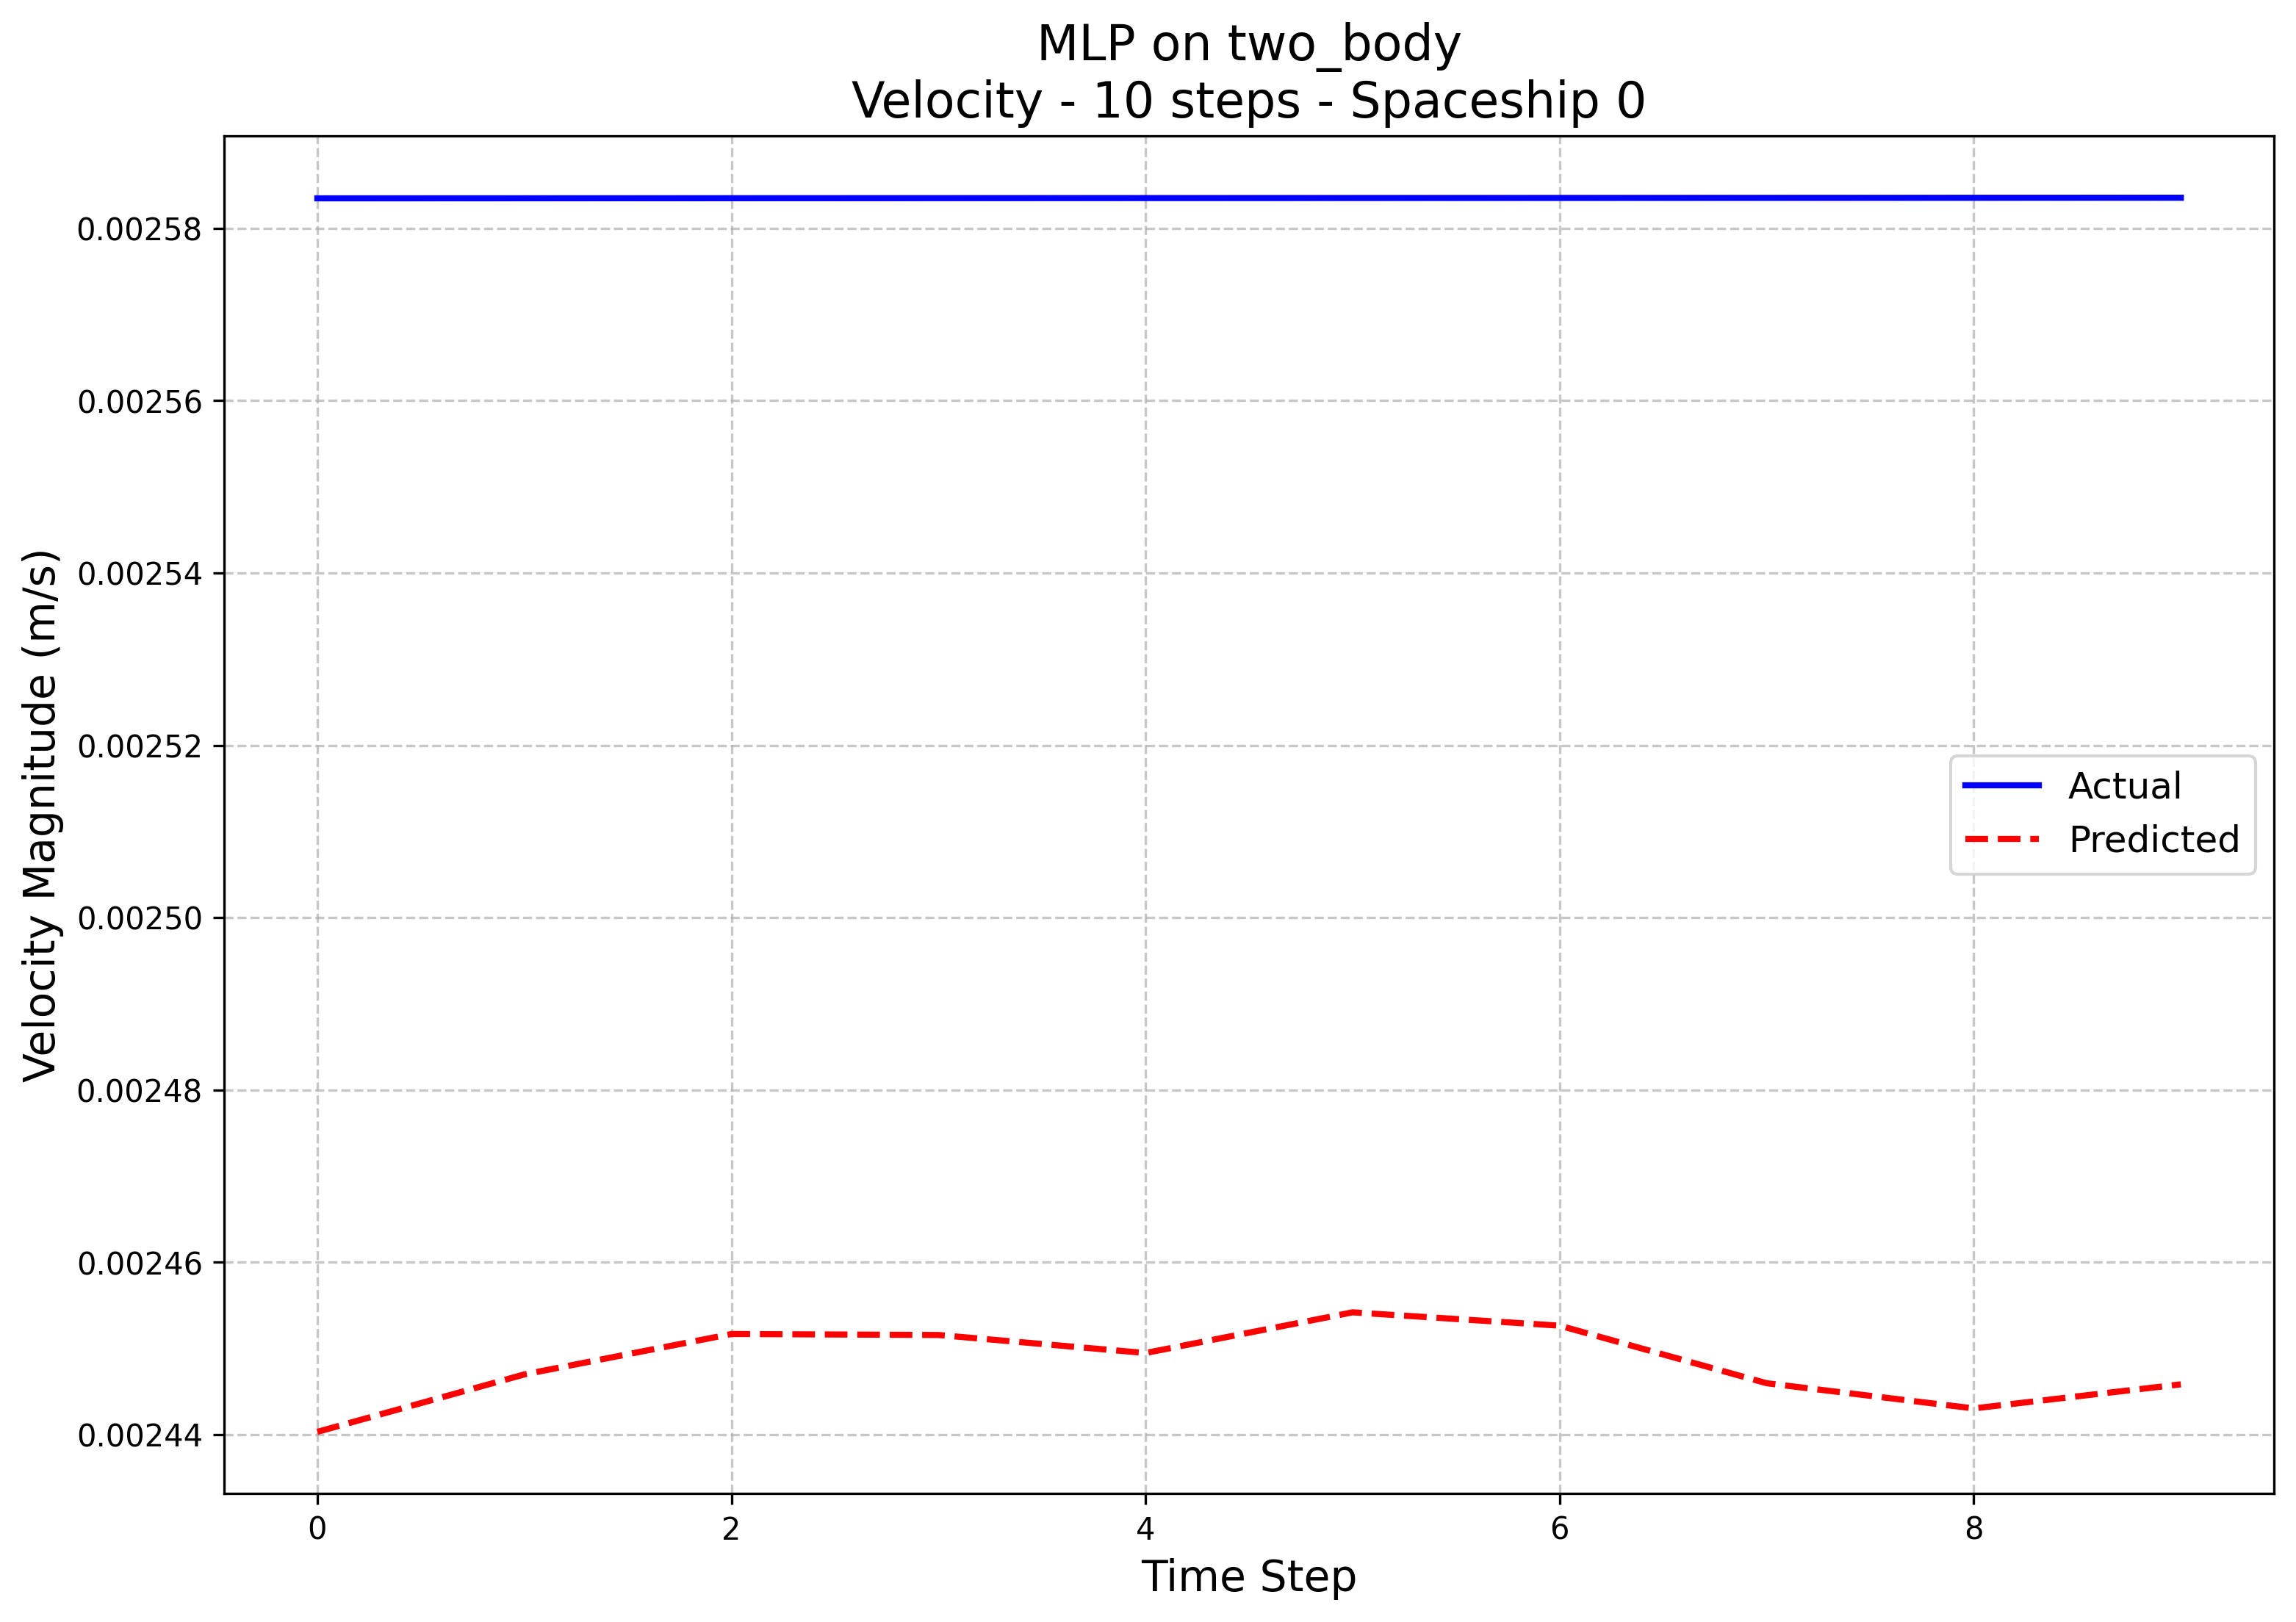 MLP on two_body
Velocity - 10 steps - Spaceship 0
Velocity Magnitude (m/s)
0.00258
0.00256
0.00254
0.00252
0.00250
0.00248
0.00246
0.00244
Actual
Predicted
0
2
4
6
8
Time Step